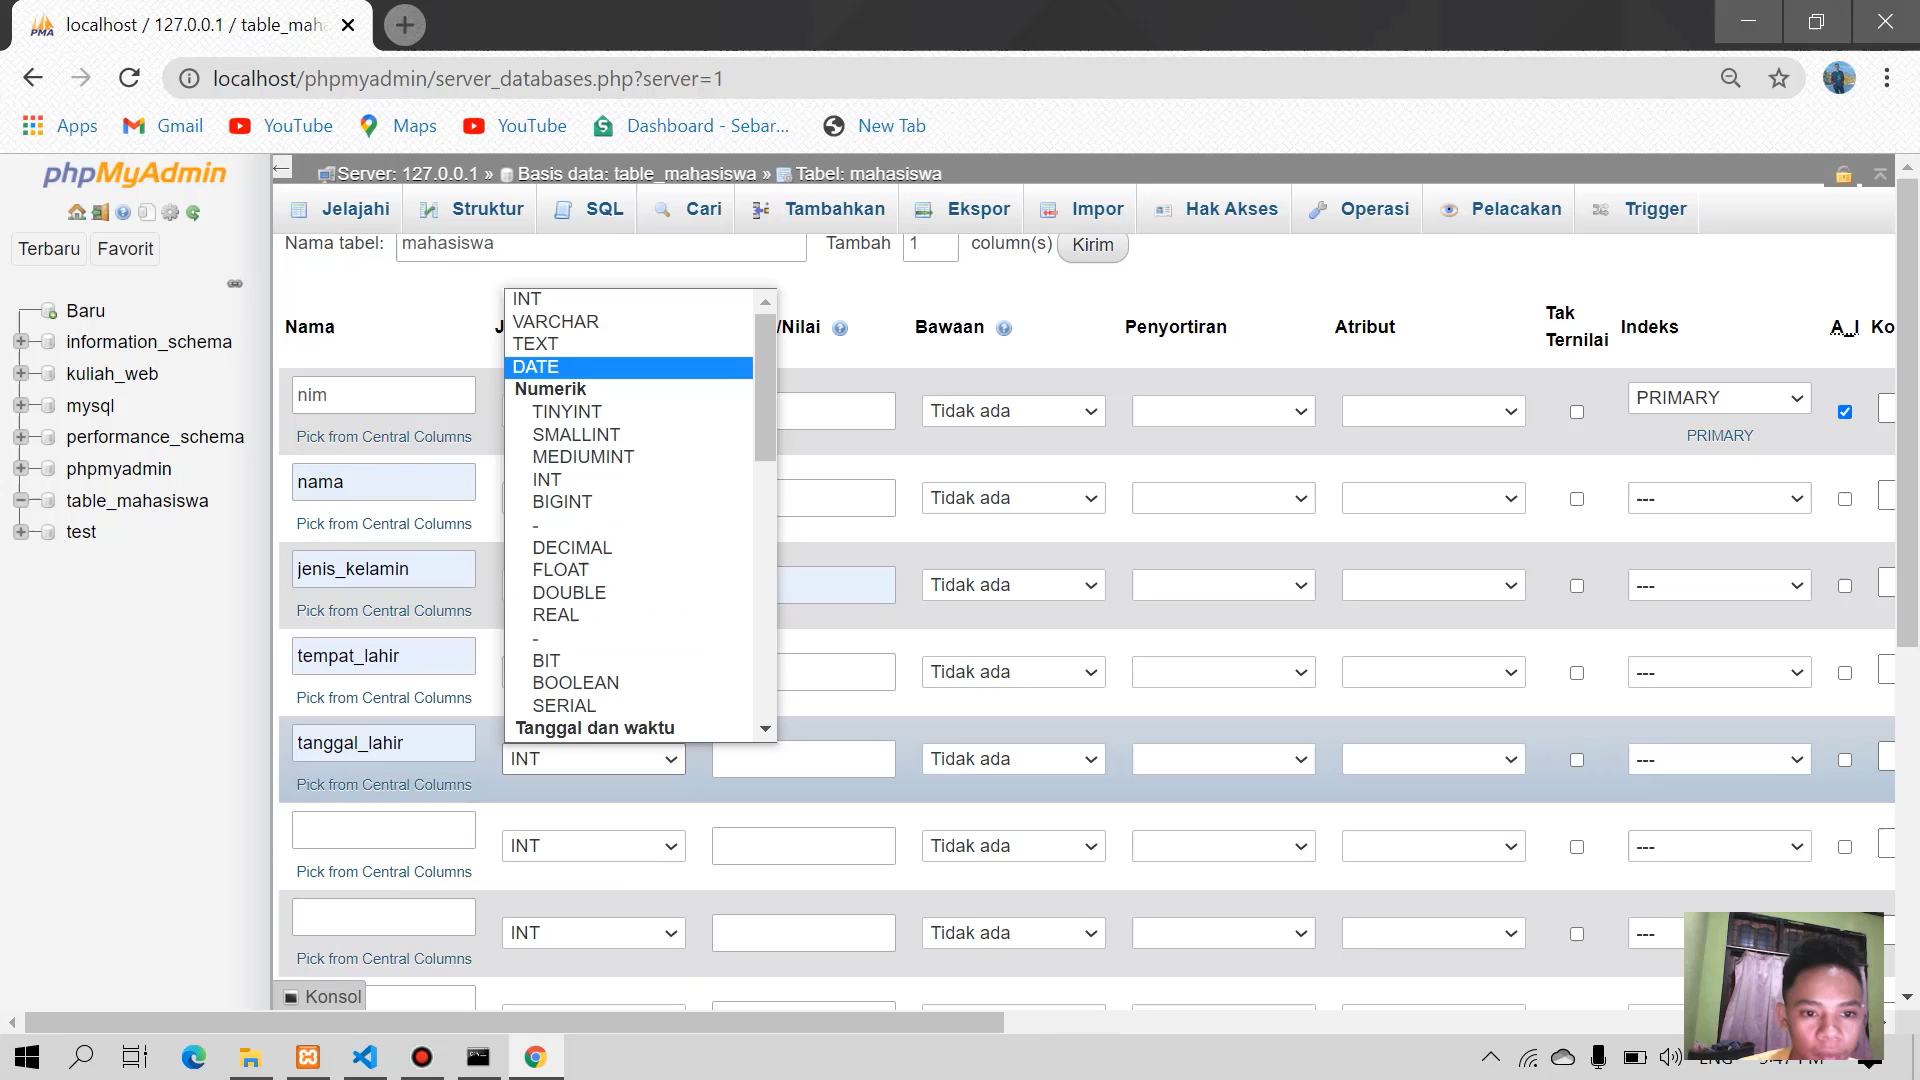 localhost / 127.0.0.1 / table_mah
localhost/phpmyadmin/server_databases.php?server=1
Apps Gmail YouTube Maps YouTube Dashboard - Sebar... New Tab
phpMyAdmin
Server: 127.0.0.1 » Basis data: table_mahasiswa » Tabel: mahasiswa
Jelajahi Struktur SQL Cari Tambahkan Ekspor Impor Hak Akses Operasi Pelacakan Trigger
Terbaru Favorit
Nama tabel: mahasiswa Tambah 1 column(s) Kirim
Baru
information_schema
kuliah_web
mysql
performance_schema
phpmyadmin
table_mahasiswa
test
Nama J /Nilai Bawaan Penyortiran Atribut Tak Ternilai Indeks A_I Ko
INT
VARCHAR
TEXT
DATE
Numerik
TINYINT
SMALLINT
MEDIUMINT
INT
BIGINT
-
DECIMAL
FLOAT
DOUBLE
REAL
-
BIT
BOOLEAN
SERIAL
Tanggal dan waktu
nim Tidak ada PRIMARY
Pick from Central Columns PRIMARY
nama Tidak ada ---
Pick from Central Columns
jenis_kelamin Tidak ada ---
Pick from Central Columns
tempat_lahir Tidak ada ---
Pick from Central Columns
tanggal_lahir INT Tidak ada ---
Pick from Central Columns
INT Tidak ada ---
Pick from Central Columns
INT Tidak ada ---
Pick from Central Columns
Konsol